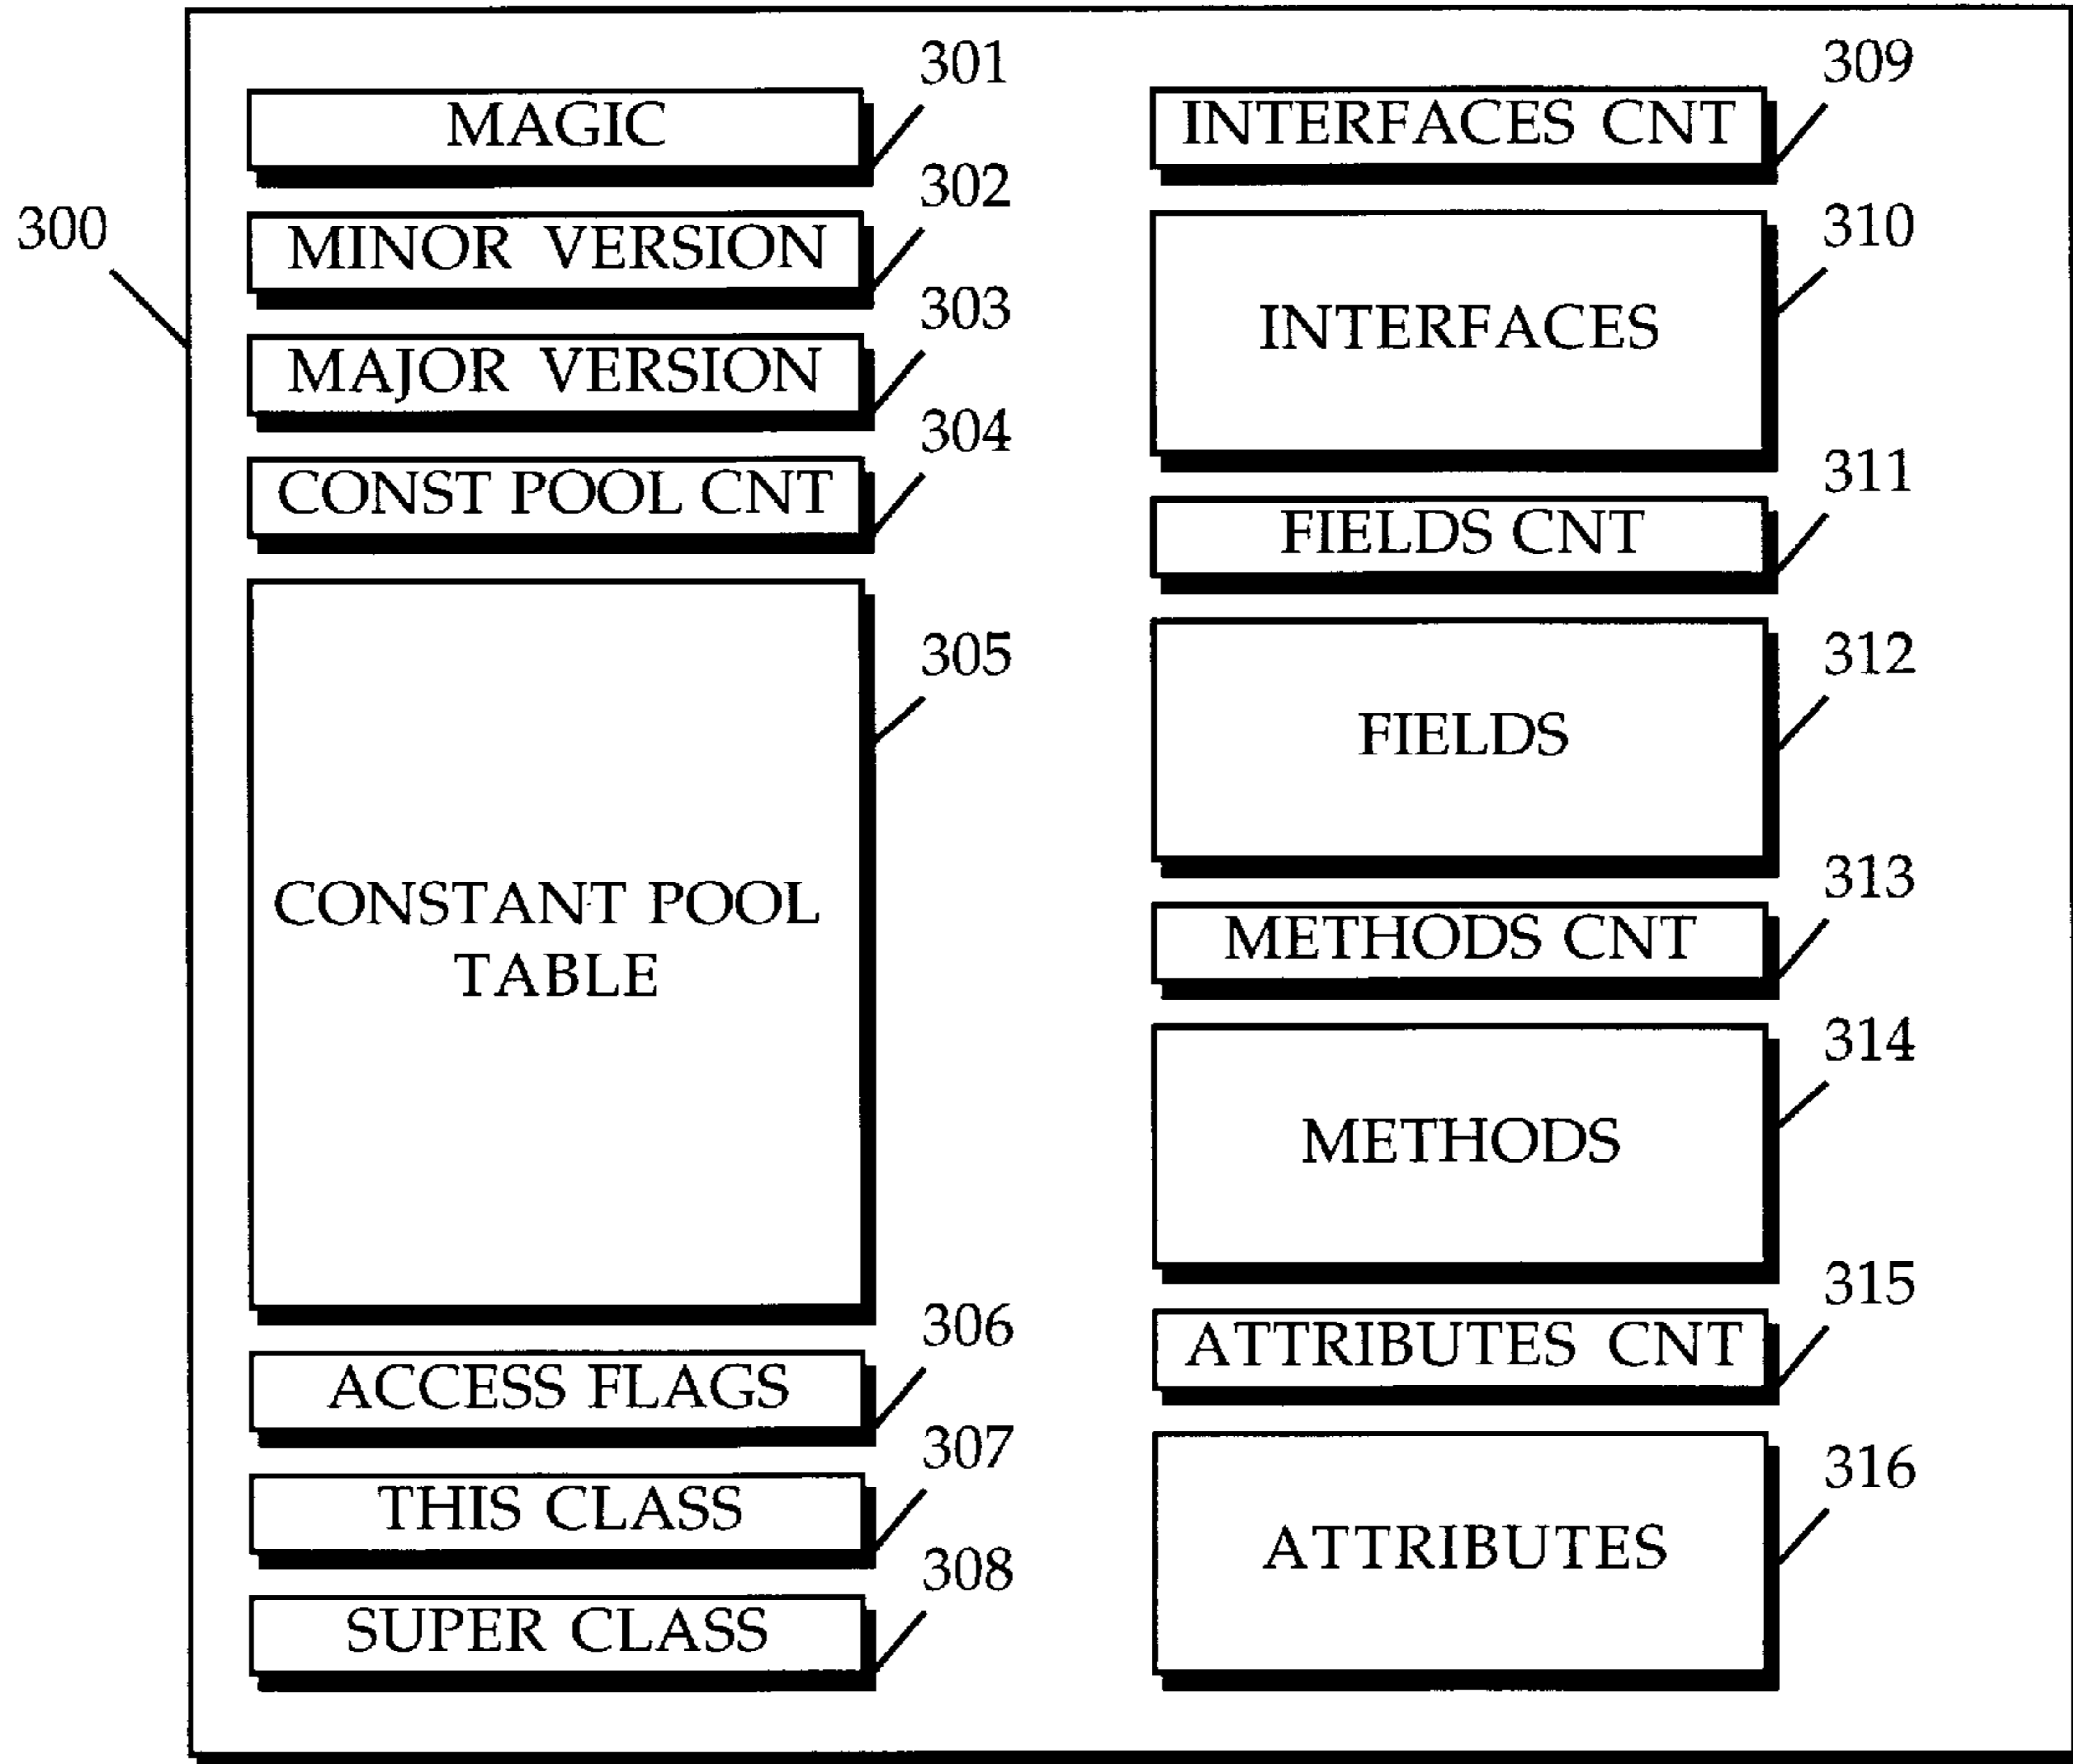 300
301
MAGIC
302
MINOR VERSION
303
MAJOR VERSION
304
CONST POOL CNT
305
CONSTANT POOL
TABLE
306
ACCESS FLAGS
307
THIS CLASS
308
SUPER CLASS
309
INTERFACES CNT
310
INTERFACES
311
FIELDS CNT
312
FIELDS
313
METHODS CNT
314
METHODS
315
ATTRIBUTES CNT
316
ATTRIBUTES